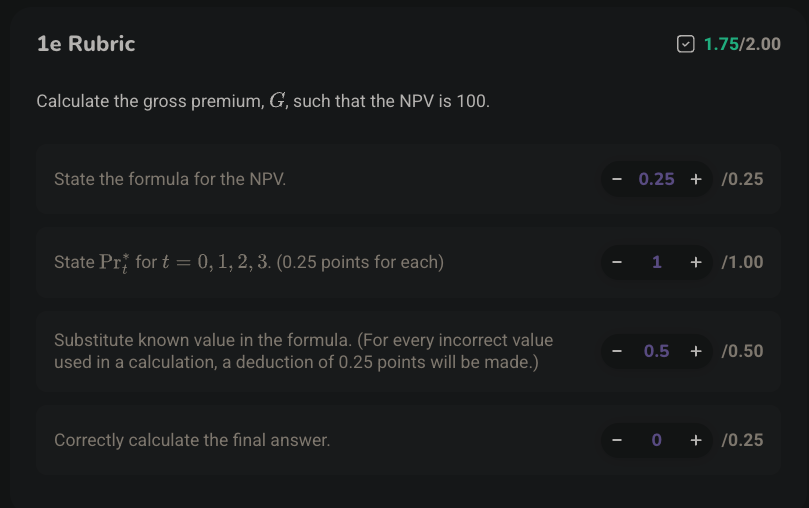 1e Rubric
1.75/2.00
Calculate the gross premium, G, such that the NPV is 100.
State the formula for the NPV.
− 0.25 + /0.25
State Pr*t for t = 0, 1, 2, 3. (0.25 points for each)
− 1 + /1.00
Substitute known value in the formula. (For every incorrect value
used in a calculation, a deduction of 0.25 points will be made.)
− 0.5 + /0.50
Correctly calculate the final answer.
− 0 + /0.25